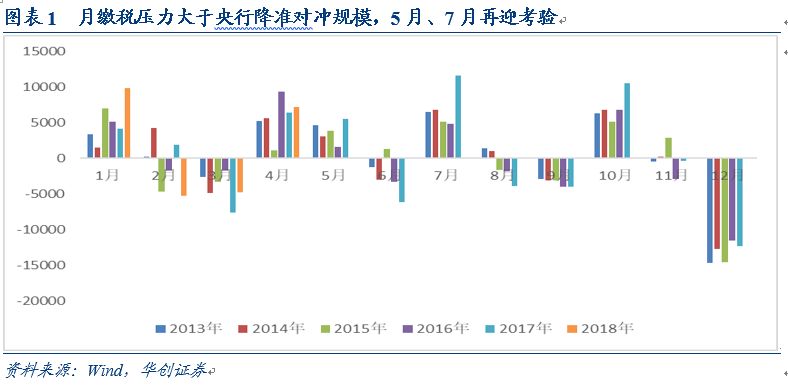 图表 1 月缴税压力大于央行降准对冲规模，5 月、7 月再迎考验
15000
10000
5000
0
-5000
-10000
-15000
-20000
1月 2月 3月 4月 5月 6月 7月 8月 9月 10月 11月 12月
2013年 2014年 2015年 2016年 2017年 2018年
资料来源：Wind，华创证券